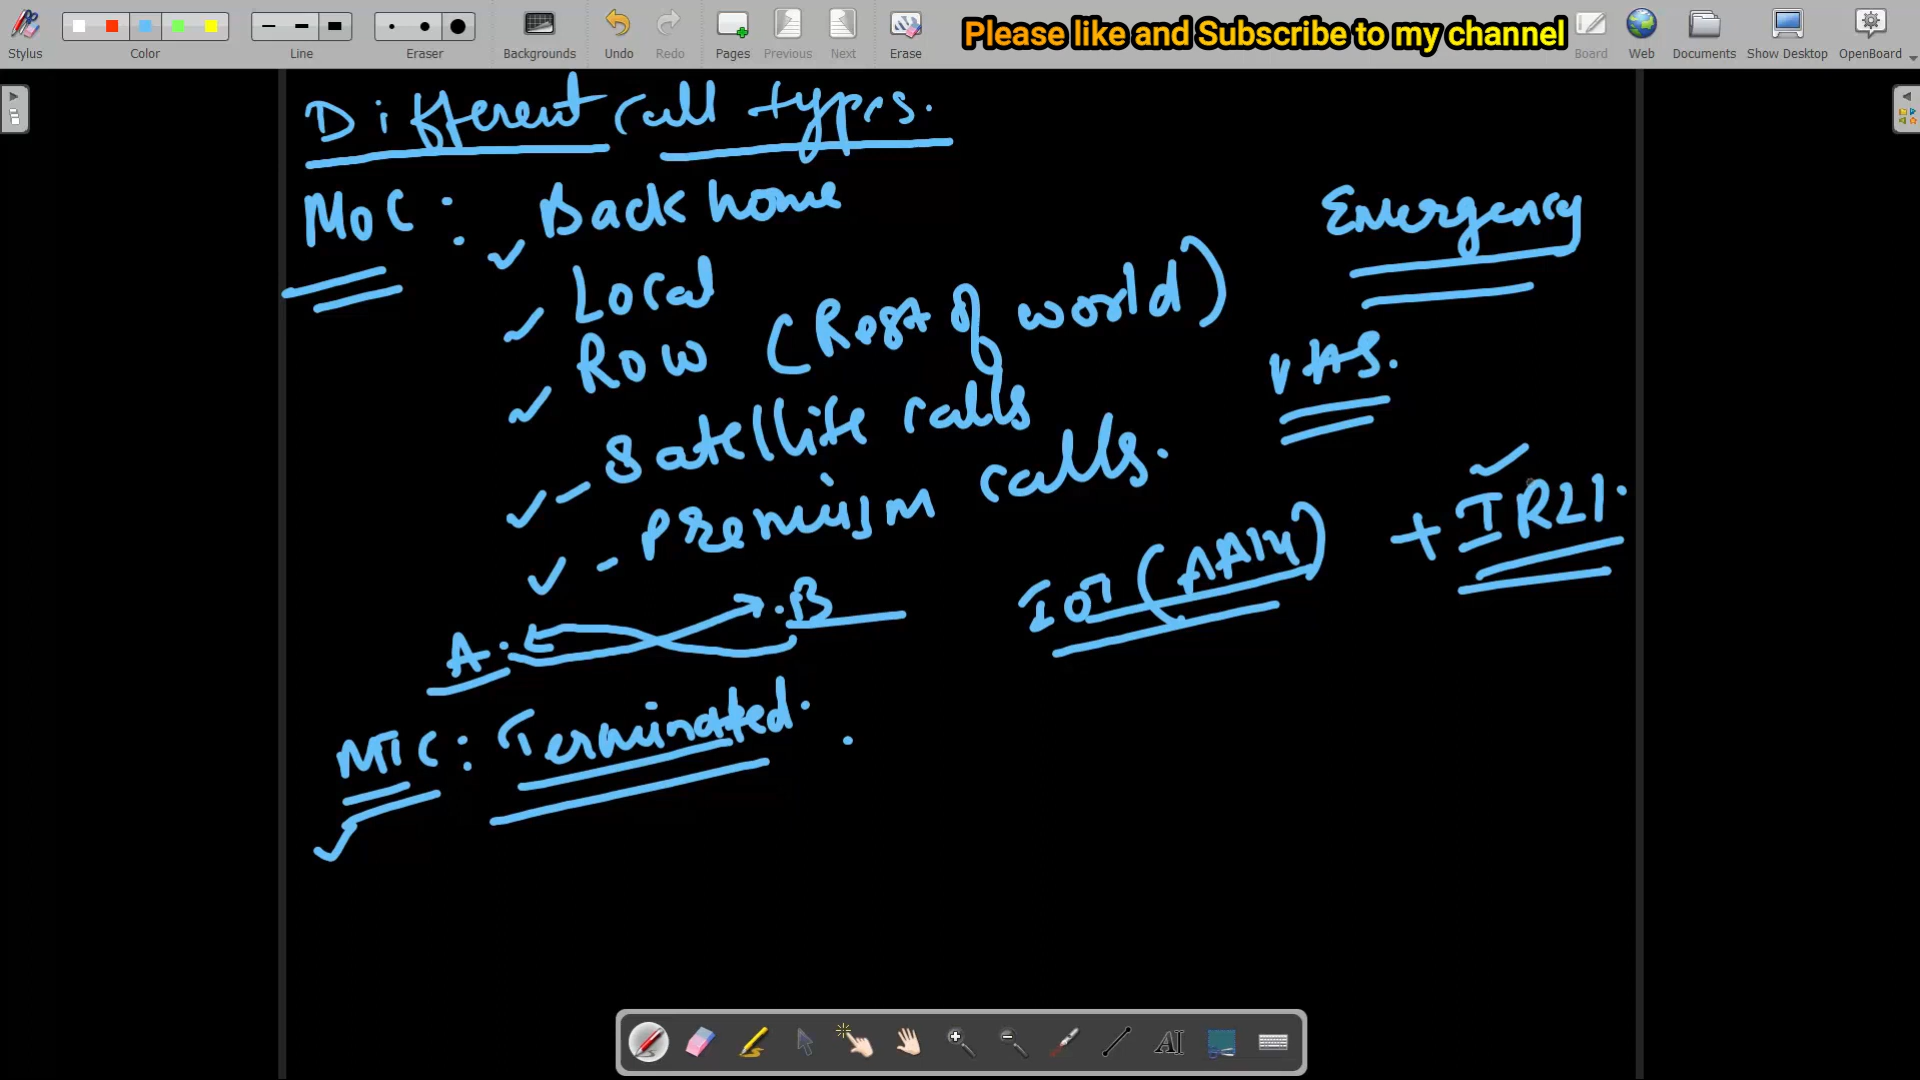 Stylus Color Line Eraser Backgrounds Undo Redo Pages Previous Next Erase Board Web Documents Show Desktop OpenBoard
Please like and Subscribe to my channel
Different call types.
MOC: Back home
Emergency
Local
ROW (Rest of world)
VAS.
- Satellite calls
- Premium calls.
IOT (AA14) + IR21.
A. .B
MTC: Terminated.